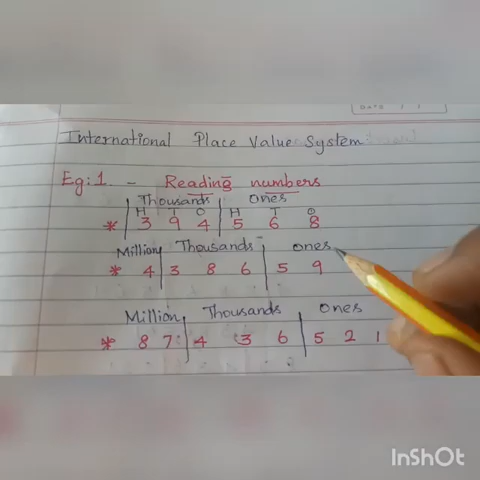 DATE / /
International Place Value System
Eg:1. - Reading numbers
Thousands Ones
H T O H T O
* 3 9 4 5 6 8
Million Thousands Ones
* 4 3 8 6 5 9
Million Thousands Ones
* 8 7 4 3 6 5 2 1
InShOt